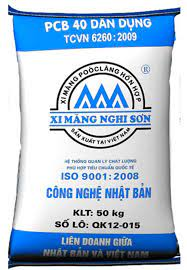 PCB 40 DÂN DỤNG
TCVN 6260:2009
XI MĂNG POÓCLĂNG HỖN HỢP
®
XI MĂNG NGHI SƠN
SẢN XUẤT TẠI VIỆT NAM
HỆ THỐNG QUẢN LÝ CHẤT LƯỢNG
PHÙ HỢP TIÊU CHUẨN QUỐC TẾ
ISO 9001:2008
CÔNG NGHỆ NHẬT BẢN
KLT: 50 kg
SỐ LÔ: QK12-015
LIÊN DOANH GIỮA
NHẬT BẢN VÀ VIỆT NAM